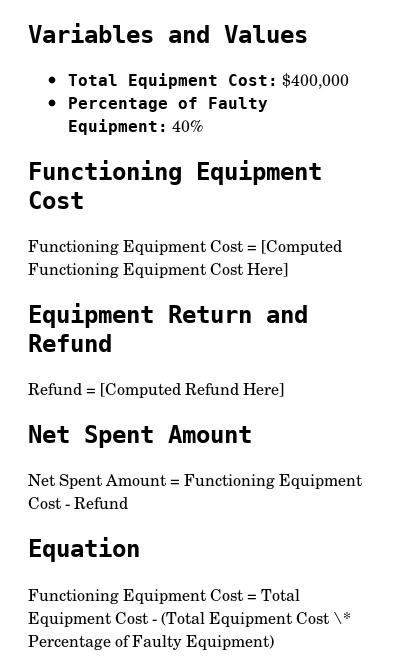 Variables and Values
• Total Equipment Cost: $400,000
• Percentage of Faulty
Equipment: 40%
Functioning Equipment
Cost
Functioning Equipment Cost = [Computed
Functioning Equipment Cost Here]
Equipment Return and
Refund
Refund = [Computed Refund Here]
Net Spent Amount
Net Spent Amount = Functioning Equipment
Cost - Refund
Equation
Functioning Equipment Cost = Total
Equipment Cost - (Total Equipment Cost \*
Percentage of Faulty Equipment)